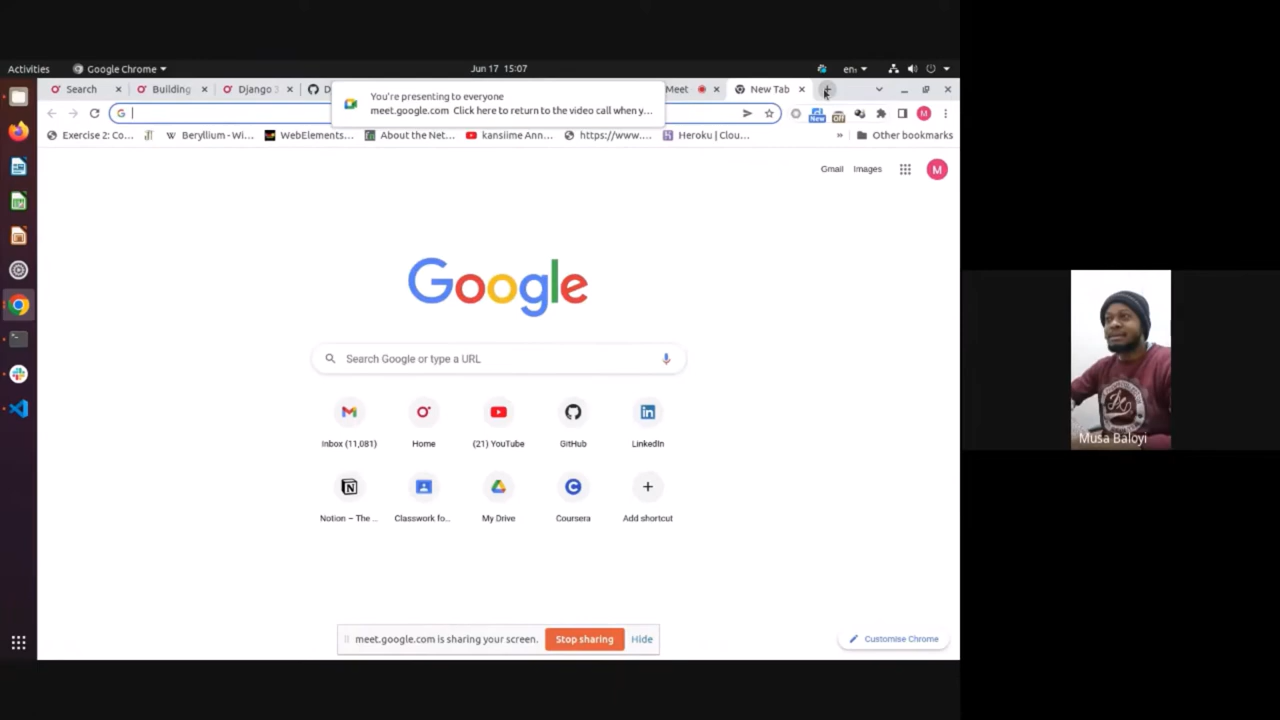 Activities Google Chrome Jun 17 15:07 en
Search Building Django Meet New Tab
You're presenting to everyone
meet.google.com Click here to return to the video call when y...
New Off M
Exercise 2: Co... Beryllium - Wi... WebElements... About the Net... kansiime Ann... https://www.... Heroku | Clou... » Other bookmarks
Gmail Images M
Google
Search Google or type a URL
Inbox (11,081) Home (21) YouTube GitHub LinkedIn
Notion – The ... Classwork fo... My Drive Coursera Add shortcut
Musa Baloyi
meet.google.com is sharing your screen. Stop sharing Hide
Customise Chrome